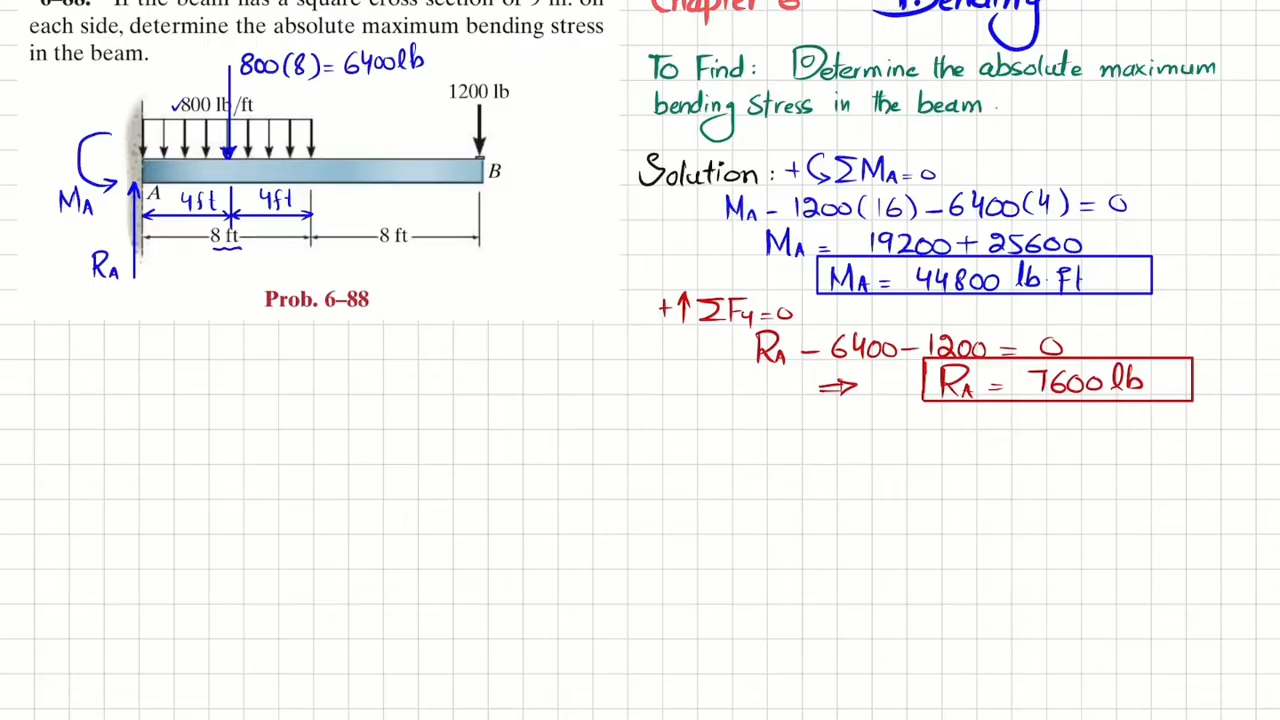 6–88. If the beam has a square cross section of 9 in. on
each side, determine the absolute maximum bending stress
in the beam.
800(8) = 6400lb
✓800 lb/ft
1200 lb
A
B
M_A
4ft
4ft
8 ft
8 ft
R_A
Prob. 6–88
Chapter 6
Bending
To Find: Determine the absolute maximum
bending stress in the beam.
Solution: +↺ΣM_A=0
M_A - 1200(16) - 6400(4) = 0
M_A = 19200 + 25600
M_A = 44800 lb.ft
+↑ ΣFy=0
R_A - 6400 - 1200 = 0
⇒ R_A = 7600 lb